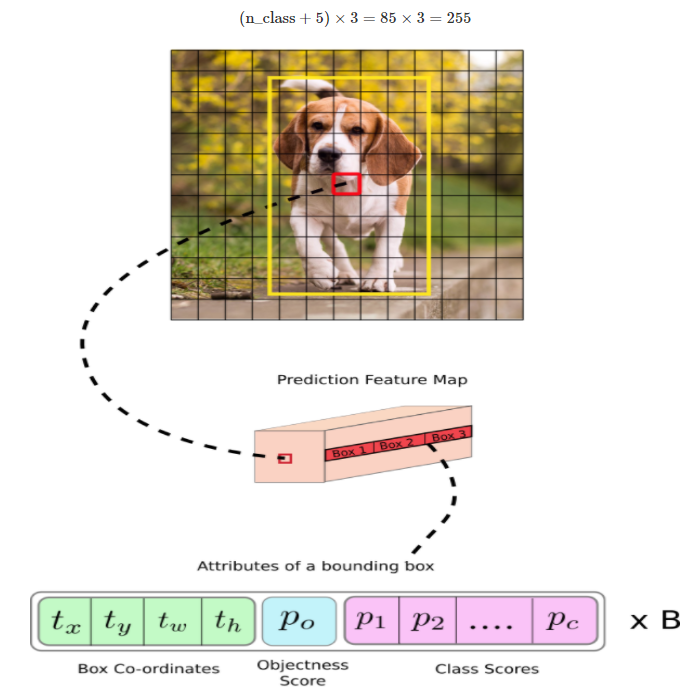 (n_class + 5) × 3 = 85 × 3 = 255
Prediction Feature Map
Box 1 Box 2 Box 3
Attributes of a bounding box
t_x t_y t_w t_h p_o p_1 p_2 .... p_c x B
Box Co-ordinates Objectness Score Class Scores